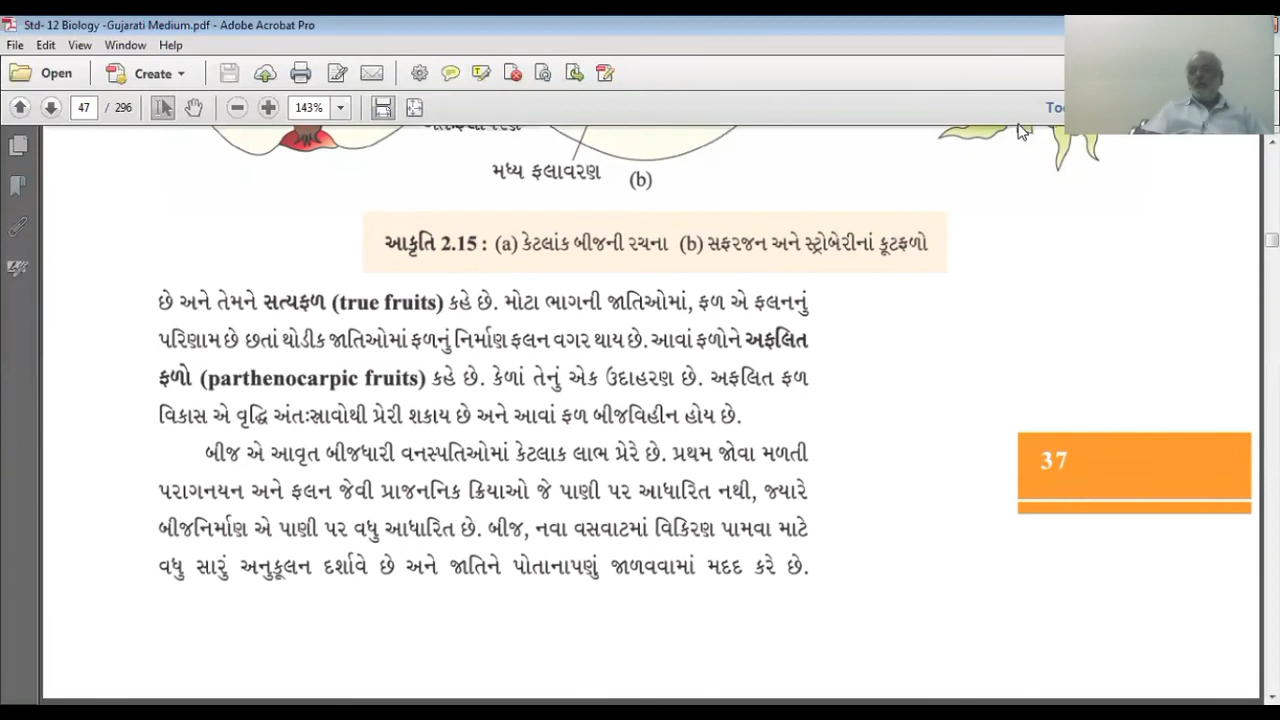 Std- 12 Biology -Gujarati Medium.pdf - Adobe Acrobat Pro
File Edit View Window Help
Open Create
47 / 296 143%
મધ્ય ફલાવરણ (b)
આકૃતિ 2.15 : (a) કેટલાંક બીજની રચના (b) સફરજન અને સ્ટ્રોબેરીનાં કૂટફળો
છે અને તેમને સત્યફળ (true fruits) કહે છે. મોટા ભાગની જાતિઓમાં, ફળ એ ફલનનું
પરિણામ છે છતાં થોડીક જાતિઓમાં ફળનું નિર્માણ ફલન વગર થાય છે. આવાં ફળોને અફલિત
ફળો (parthenocarpic fruits) કહે છે. કેળાં તેનું એક ઉદાહરણ છે. અફલિત ફળ
વિકાસ એ વૃદ્ધિ અંતઃસ્રાવોથી પ્રેરી શકાય છે અને આવાં ફળ બીજવિહીન હોય છે.
બીજ એ આવૃત બીજધારી વનસ્પતિઓમાં કેટલાક લાભ પ્રેરે છે. પ્રથમ જોવા મળતી
પરાગનયન અને ફલન જેવી પ્રાજનનિક ક્રિયાઓ જે પાણી પર આધારિત નથી, જ્યારે
બીજનિર્માણ એ પાણી પર વધુ આધારિત છે. બીજ, નવા વસવાટમાં વિકિરણ પામવા માટે
વધુ સારું અનુકૂલન દર્શાવે છે અને જાતિને પોતાનાપણું જાળવવામાં મદદ કરે છે.
37